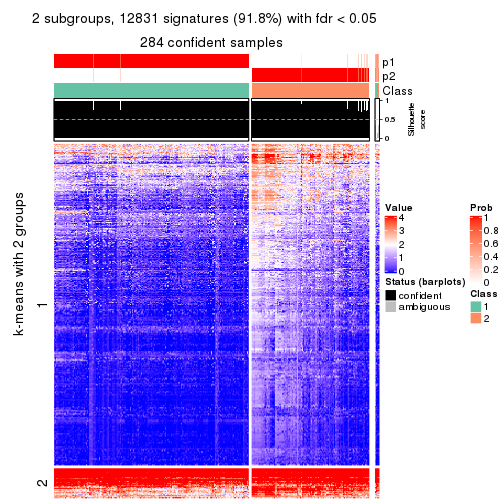 2 subgroups, 12831 signatures (91.8%) with fdr < 0.05
284 confident samples
p1
p2
Class
1
0.5
0
Silhouette
score
k-means with 2 groups
1
2
Value
4
3
2
1
0
Prob
1
0.8
0.6
0.4
0.2
0
Status (barplots)
confident
ambiguous
Class
1
2